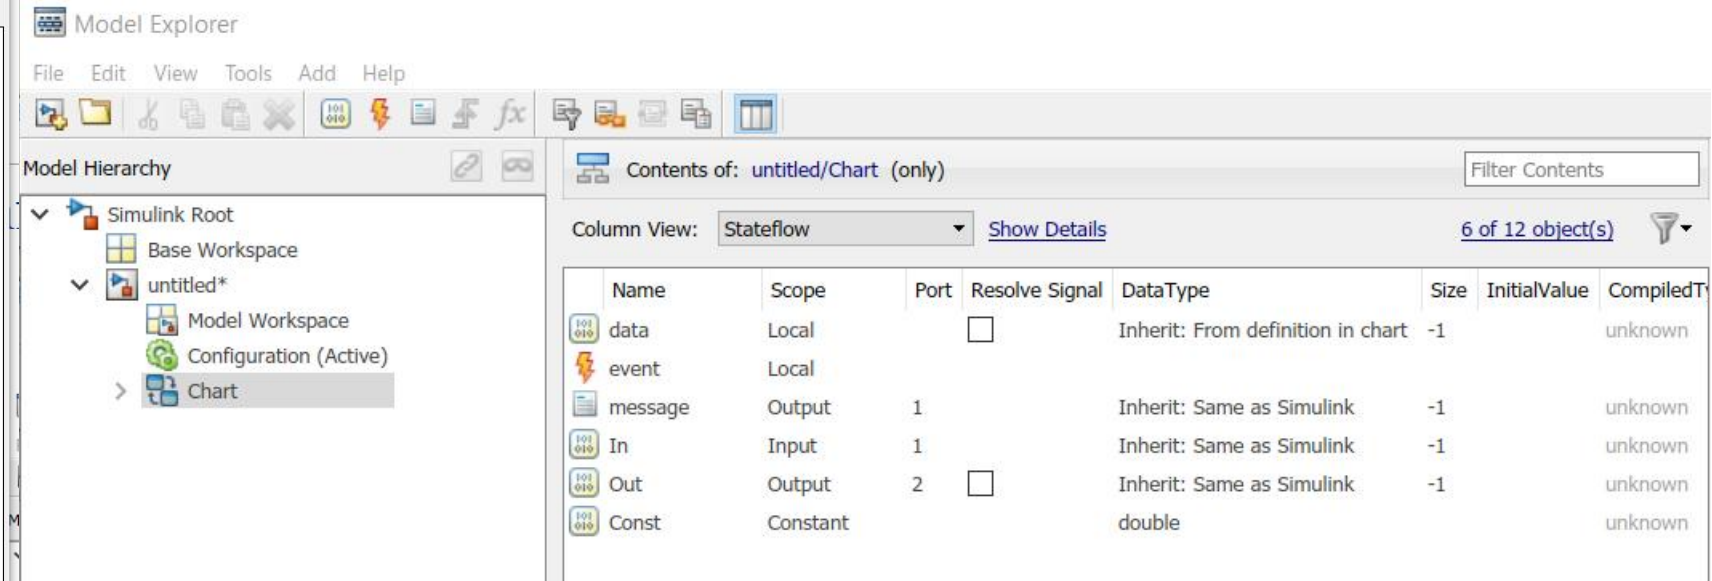 Model Explorer
File Edit View Tools Add Help
Model Hierarchy
Contents of: untitled/Chart (only)
Filter Contents
Simulink Root
Base Workspace
untitled*
Model Workspace
Configuration (Active)
Chart
Column View: Stateflow Show Details 6 of 12 object(s)
Name Scope Port Resolve Signal DataType Size InitialValue CompiledTy
data Local Inherit: From definition in chart -1 unknown
event Local
message Output 1 Inherit: Same as Simulink -1 unknown
In Input 1 Inherit: Same as Simulink -1 unknown
Out Output 2 Inherit: Same as Simulink -1 unknown
Const Constant double unknown